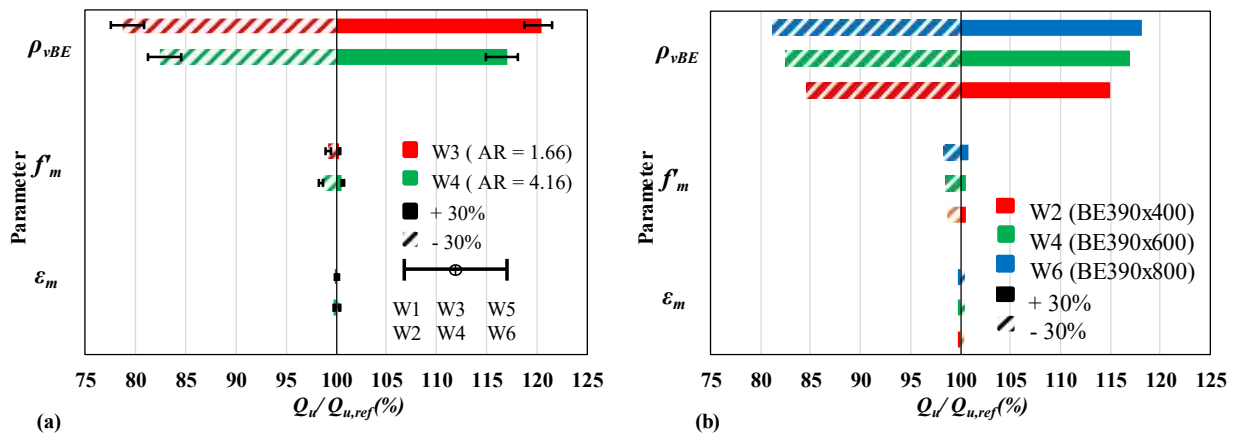 Parameter
ρvBE
f'm
εm
W3 ( AR = 1.66)
W4 ( AR = 4.16)
+ 30%
- 30%
W1 W3 W5
W2 W4 W6
75 80 85 90 95 100 105 110 115 120 125
(a) Qu/ Qu,ref(%)
Parameter
ρvBE
f'm
εm
W2 (BE390x400)
W4 (BE390x600)
W6 (BE390x800)
+ 30%
- 30%
75 80 85 90 95 100 105 110 115 120 125
(b) Qu/ Qu,ref(%)